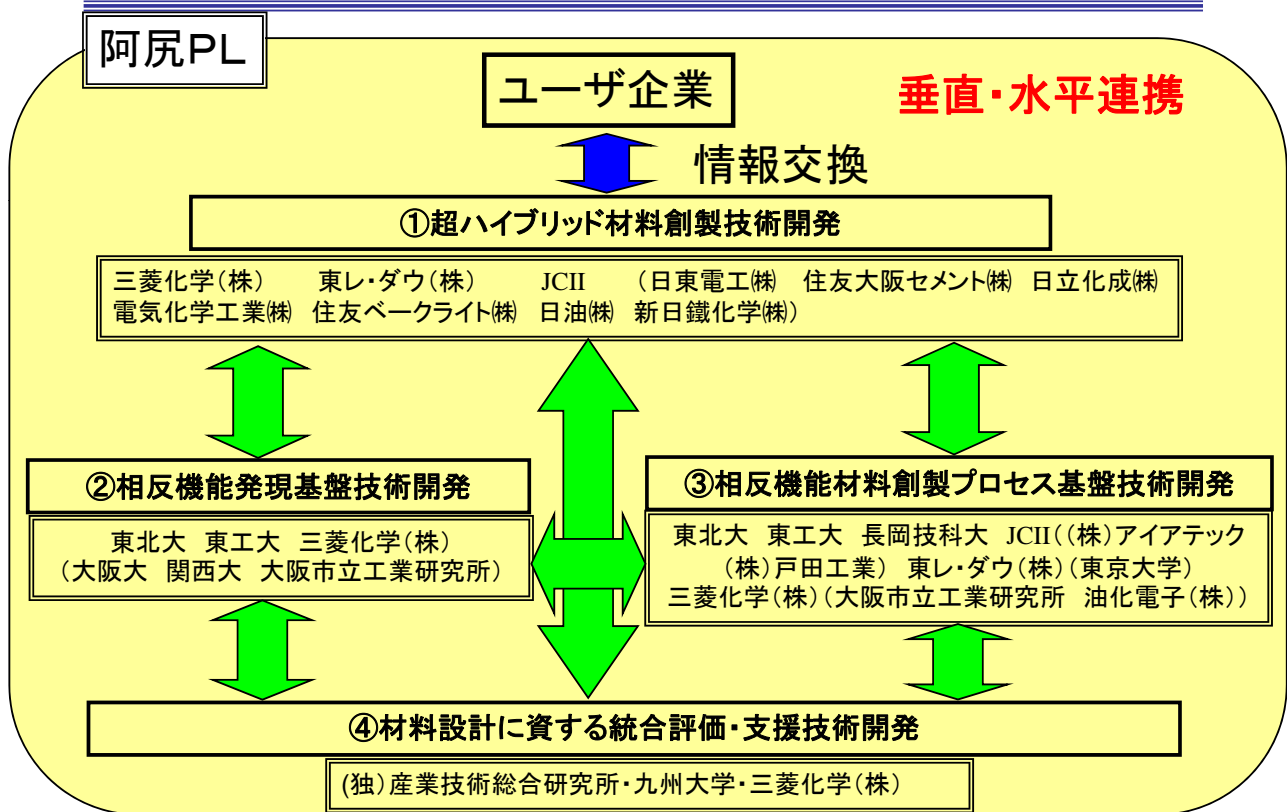 阿尻PL
ユーザ企業
垂直・水平連携
情報交換
①超ハイブリッド材料創製技術開発
三菱化学(株) 東レ・ダウ(株) JCII (日東電工㈱ 住友大阪セメント㈱ 日立化成㈱
電気化学工業㈱ 住友ベークライト㈱ 日油㈱ 新日鐵化学㈱)
②相反機能発現基盤技術開発
東北大 東工大 三菱化学(株)
(大阪大 関西大 大阪市立工業研究所)
③相反機能材料創製プロセス基盤技術開発
東北大 東工大 長岡技科大 JCII((株)アイアテック
(株)戸田工業) 東レ・ダウ(株)(東京大学)
三菱化学(株)(大阪市立工業研究所 油化電子(株))
④材料設計に資する統合評価・支援技術開発
(独)産業技術総合研究所・九州大学・三菱化学(株)